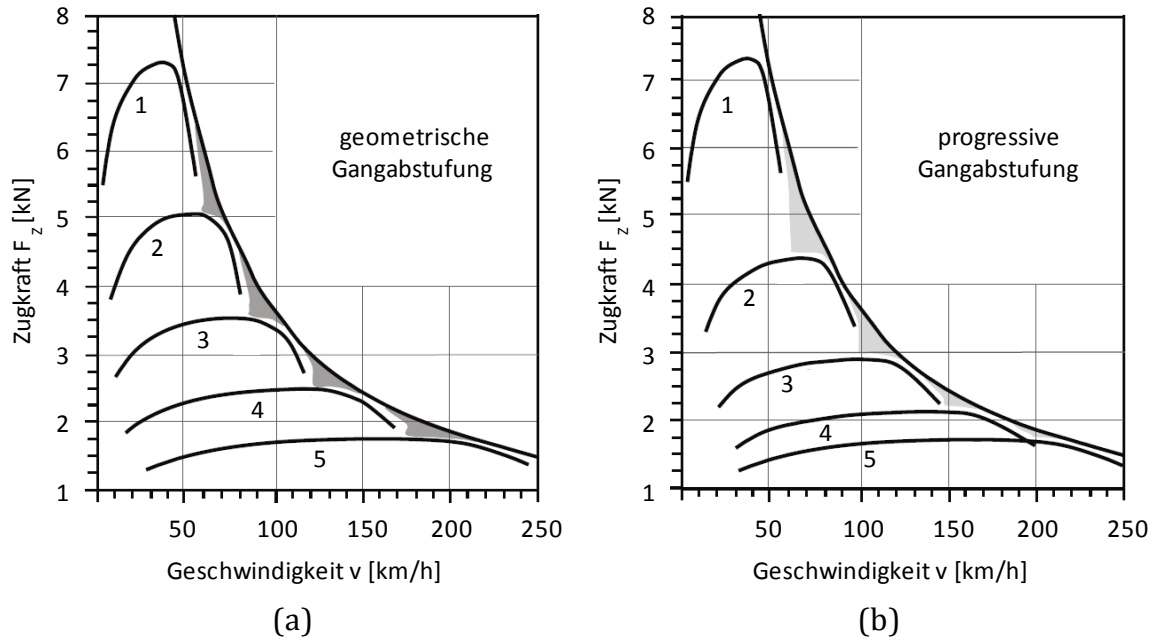 8
7
6
5
4
3
2
1
Zugkraft F_z [kN]
1
2
3
4
5
geometrische
Gangabstufung
50 100 150 200 250
Geschwindigkeit v [km/h]
(a)
8
7
6
5
4
3
2
1
Zugkraft F_z [kN]
1
2
3
4
5
progressive
Gangabstufung
50 100 150 200 250
Geschwindigkeit v [km/h]
(b)